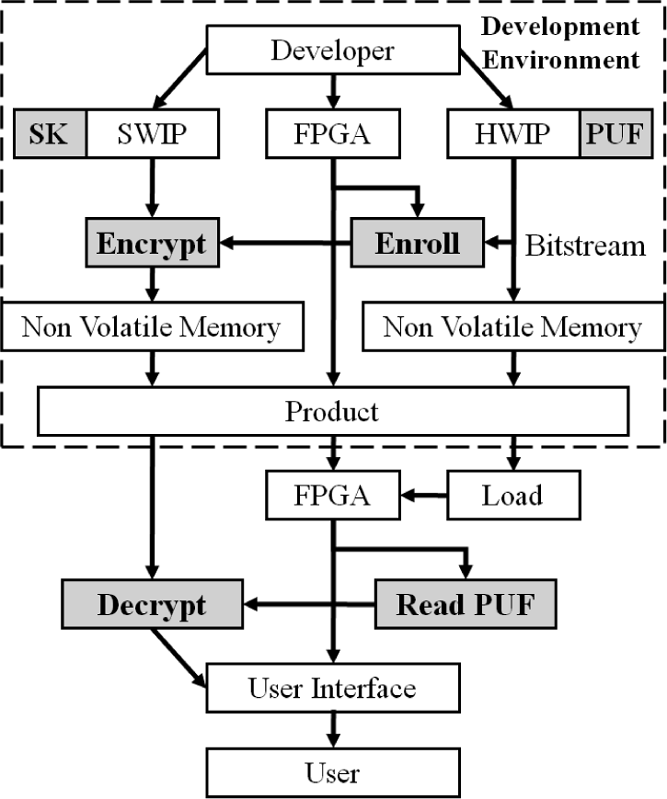 Development
Environment
Developer
SK SWIP
FPGA
HWIP PUF
Encrypt
Enroll
Bitstream
Non Volatile Memory
Non Volatile Memory
Product
FPGA
Load
Decrypt
Read PUF
User Interface
User